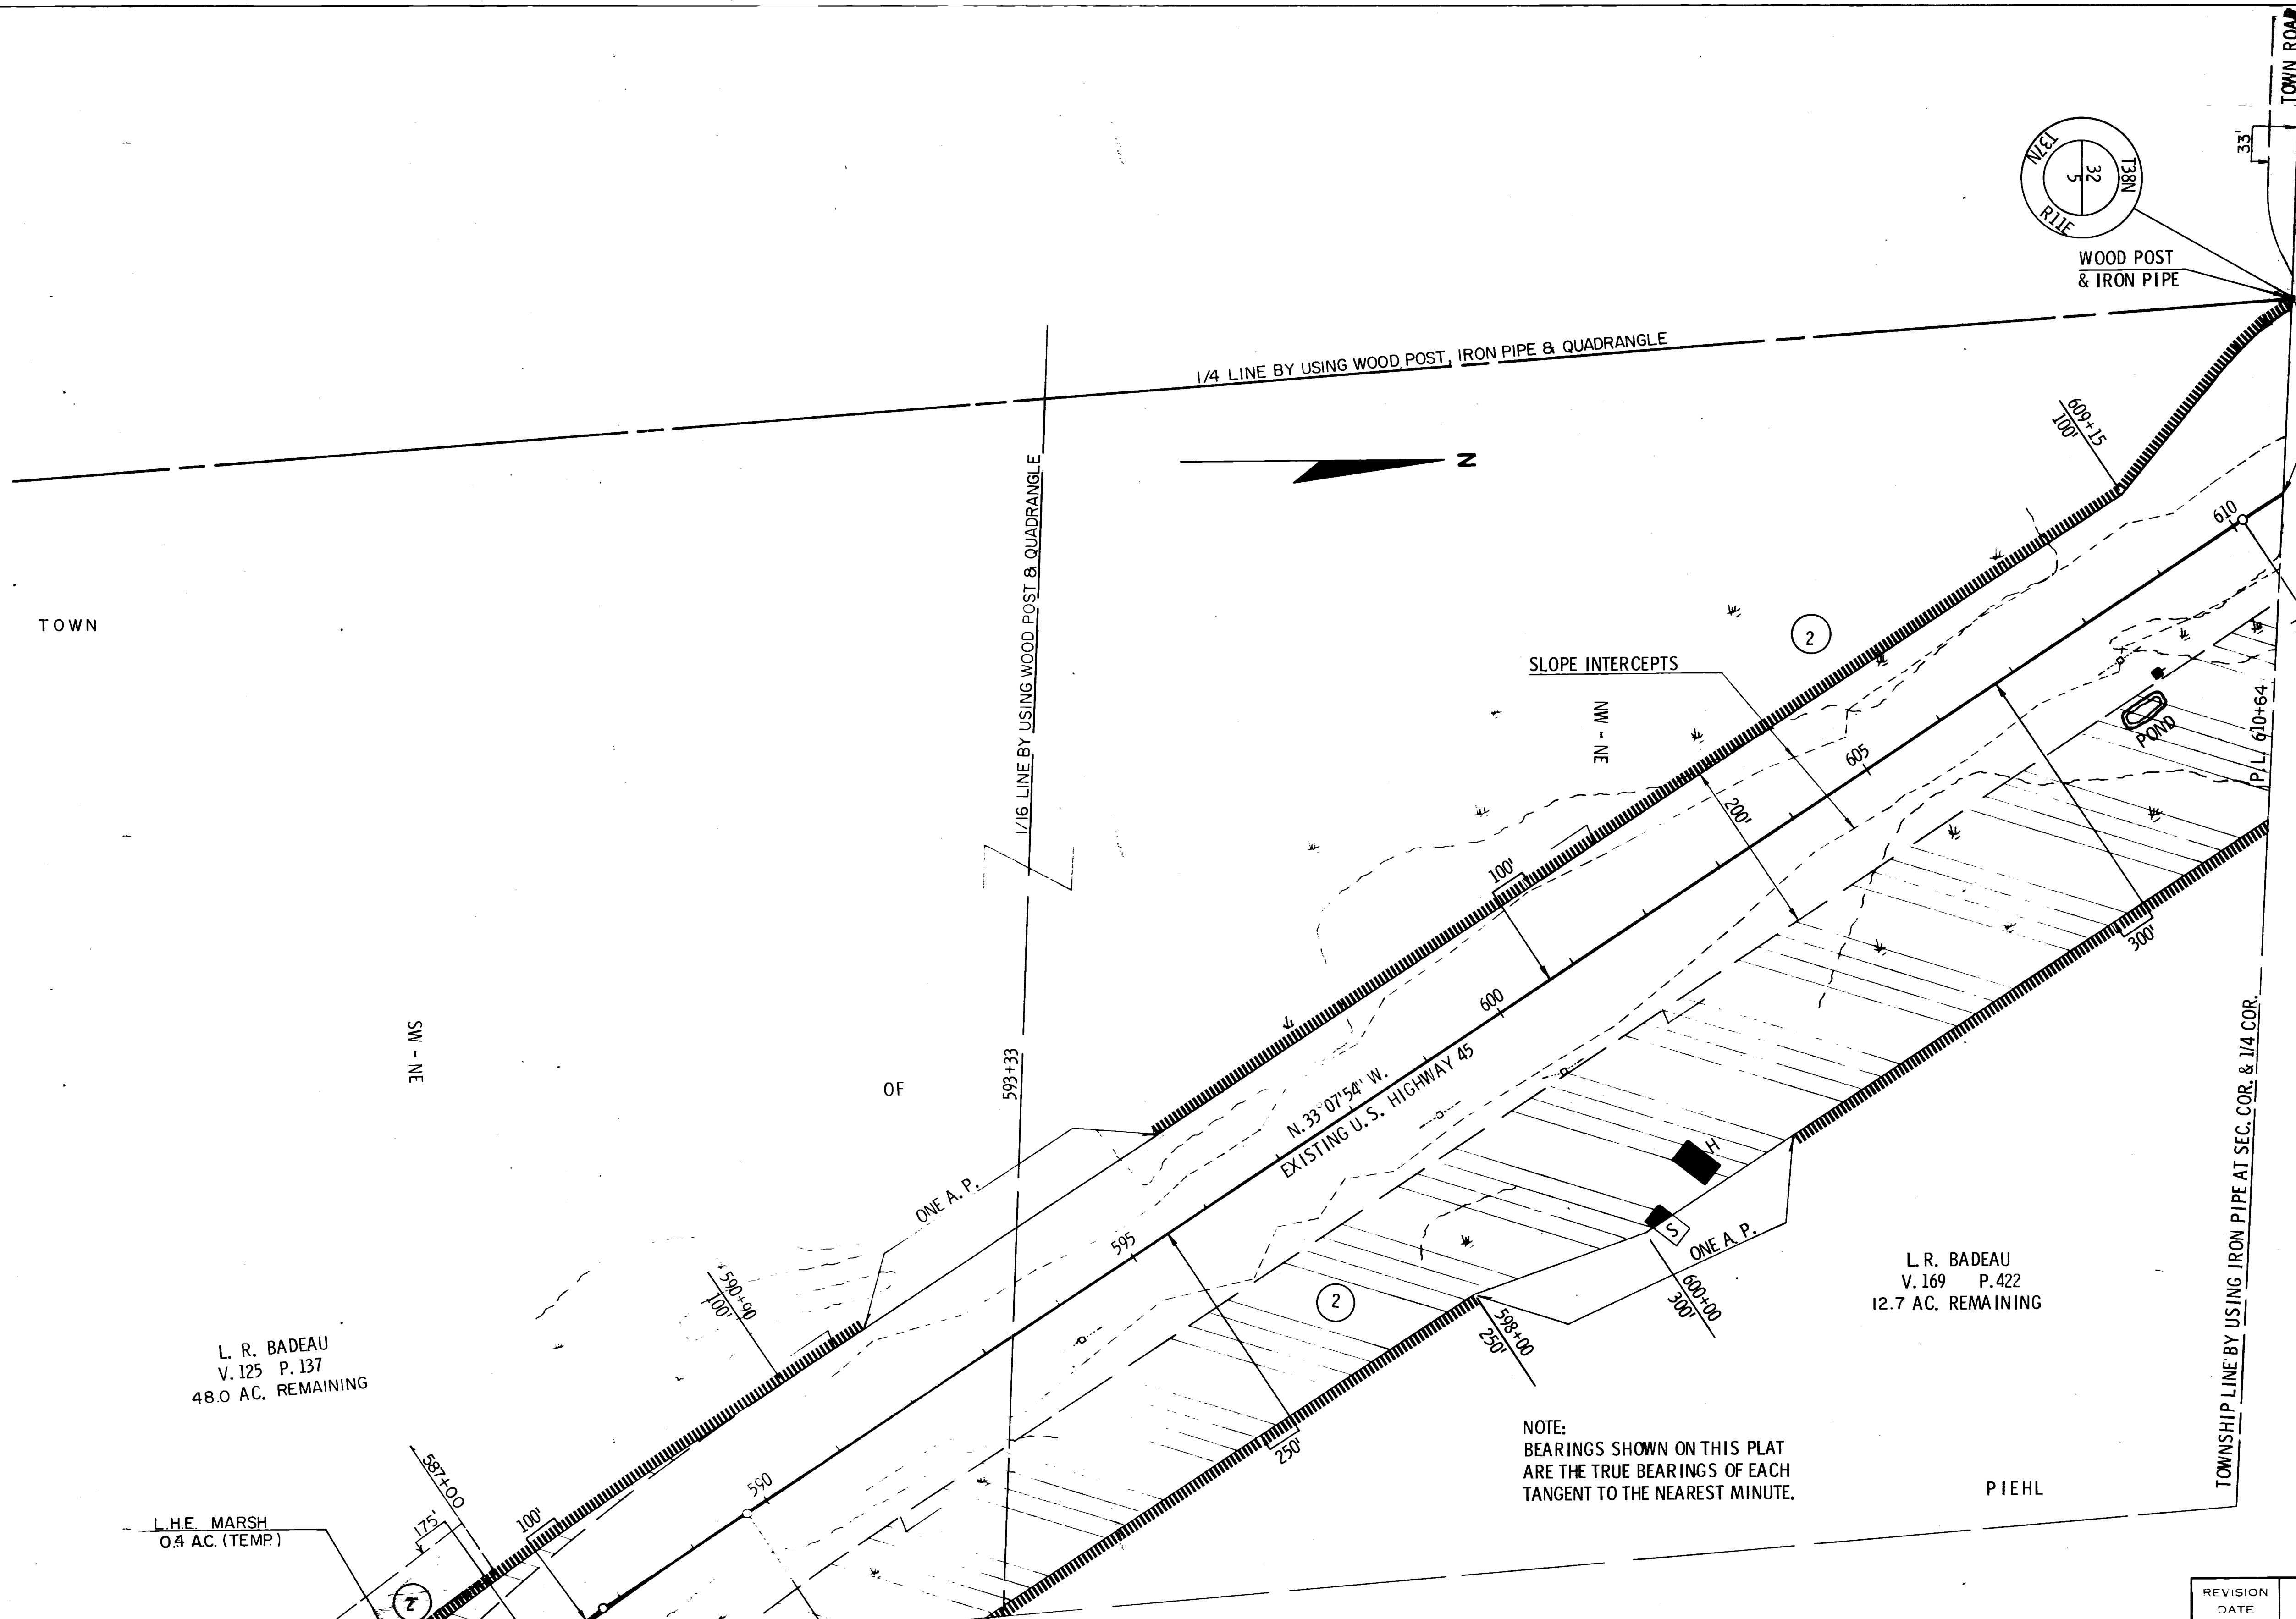 TOWN ROAD
33'
T38N
T37N
32
5
R11E
WOOD POST
& IRON PIPE
1/4 LINE BY USING WOOD POST, IRON PIPE & QUADRANGLE
1/16 LINE BY USING WOOD POST & QUADRANGLE
N
609+15
100'
610
TOWN
2
SLOPE INTERCEPTS
NW - NE
POND
P.L. 610+64
605
200'
100'
300'
600
SW - NE
OF
593+33
N. 33°07'54" W.
EXISTING U.S. HIGHWAY 45
ONE A. P.
595
H
S
ONE A. P.
600+00
300'
598+00
250'
2
590+90
100'
L. R. BADEAU
V. 169 P. 422
12.7 AC. REMAINING
TOWNSHIP LINE BY USING IRON PIPE AT SEC. COR. & 1/4 COR.
L. R. BADEAU
V. 125 P. 137
48.0 AC. REMAINING
250'
NOTE:
BEARINGS SHOWN ON THIS PLAT
ARE THE TRUE BEARINGS OF EACH
TANGENT TO THE NEAREST MINUTE.
PIEHL
587+00
175'
100'
590
L.H.E. MARSH
0.4 A.C. (TEMP.)
REVISION
DATE